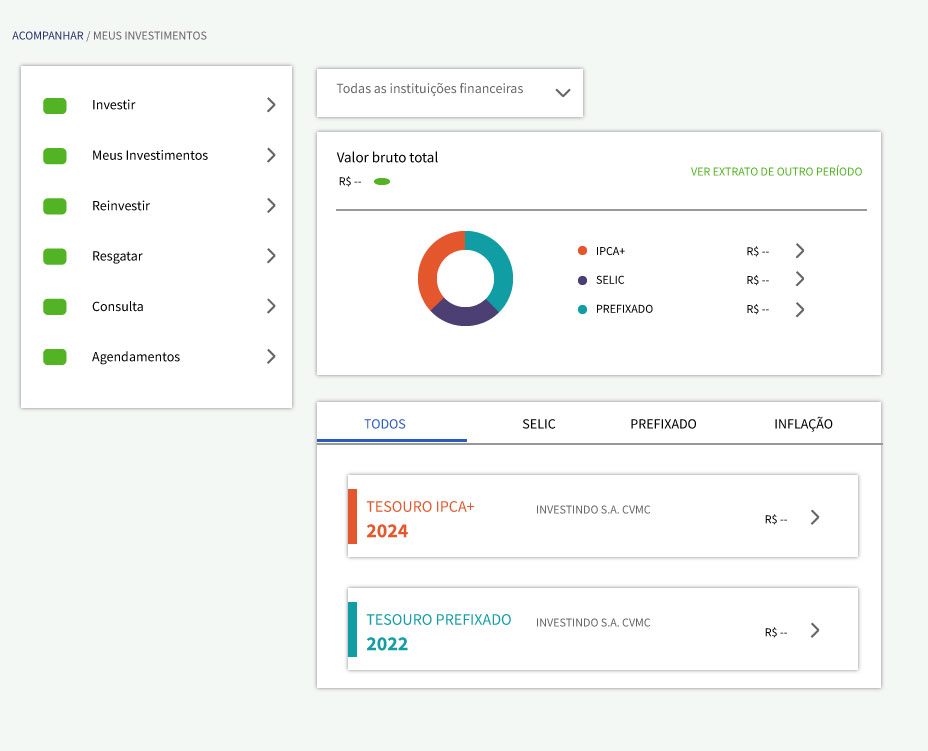 ACOMPANHAR / MEUS INVESTIMENTOS
Investir
Meus Investimentos
Reinvestir
Resgatar
Consulta
Agendamentos
Todas as instituições financeiras
Valor bruto total
R$ --
VER EXTRATO DE OUTRO PERÍODO
IPCA+ R$ --
SELIC R$ --
PREFIXADO R$ --
TODOS SELIC PREFIXADO INFLAÇÃO
TESOURO IPCA+
2024
INVESTINDO S.A. CVMC
R$ --
TESOURO PREFIXADO
2022
INVESTINDO S.A. CVMC
R$ --